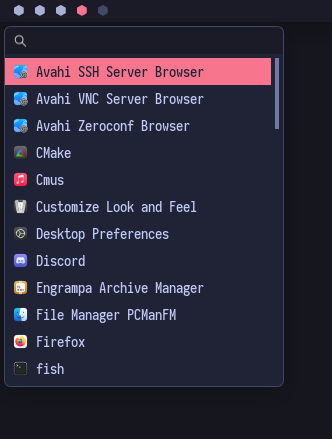 Avahi SSH Server Browser
Avahi VNC Server Browser
Avahi Zeroconf Browser
CMake
Cmus
Customize Look and Feel
Desktop Preferences
Discord
Engrampa Archive Manager
File Manager PCManFM
Firefox
fish